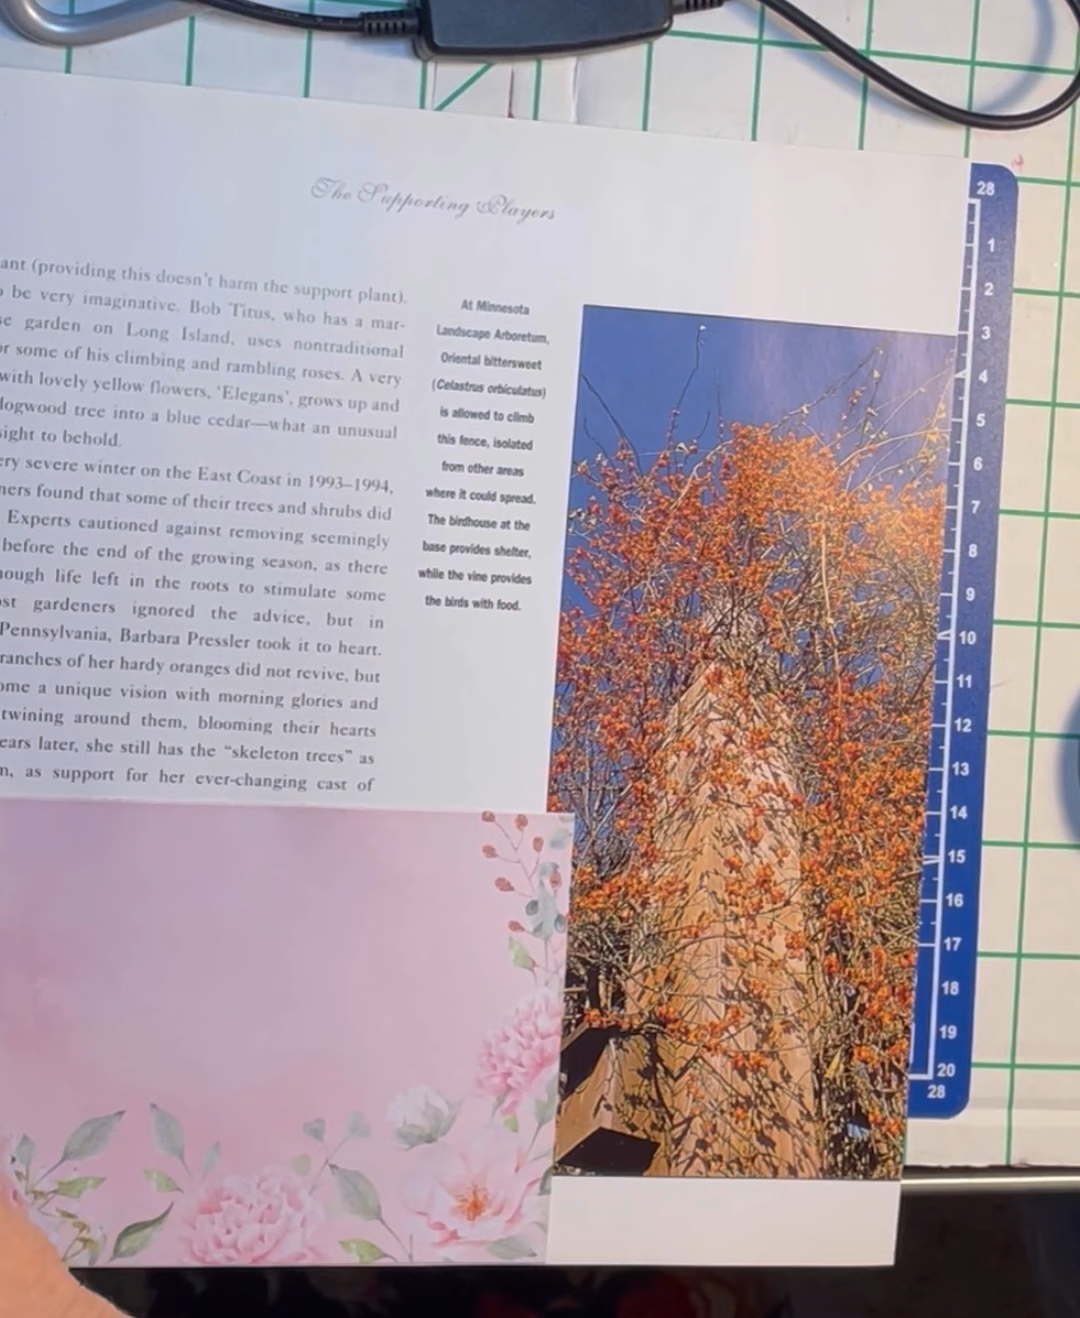 The Supporting Players
ant (providing this doesn't harm the support plant).
be very imaginative. Bob Titus, who has a mar-
garden on Long Island, uses nontraditional
some of his climbing and rambling roses. A very
with lovely yellow flowers, 'Elegans', grows up and
logwood tree into a blue cedar—what an unusual
sight to behold.
ery severe winter on the East Coast in 1993–1994,
ners found that some of their trees and shrubs did
Experts cautioned against removing seemingly
before the end of the growing season, as there
ough life left in the roots to stimulate some
st gardeners ignored the advice, but in
Pennsylvania, Barbara Pressler took it to heart.
ranches of her hardy oranges did not revive, but
ome a unique vision with morning glories and
twining around them, blooming their hearts
ears later, she still has the “skeleton trees” as
as support for her ever-changing cast of
At Minnesota
Landscape Arboretum,
Oriental bittersweet
(Celastrus orbiculatus)
is allowed to climb
this fence, isolated
from other areas
where it could spread.
The birdhouse at the
base provides shelter,
while the vine provides
the birds with food.
28
1
2
3
4
5
6
7
8
9
10
11
12
13
14
15
16
17
18
19
20
28